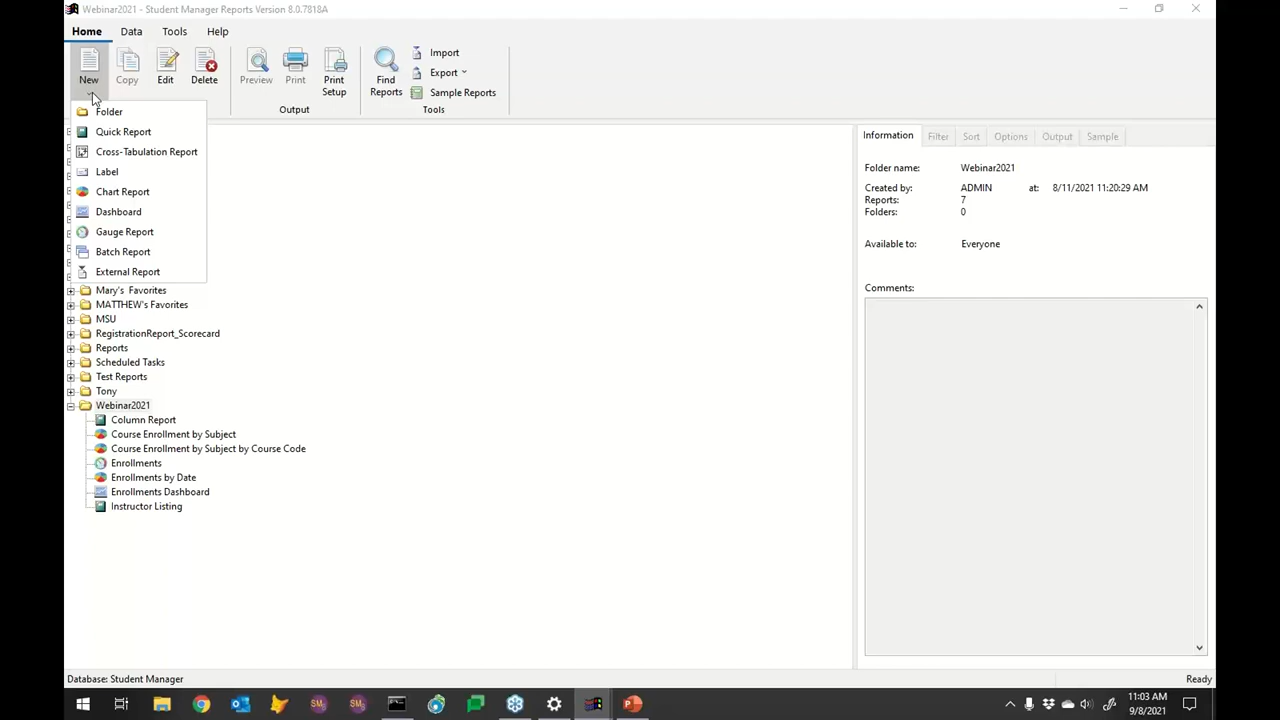 Webinar2021 - Student Manager Reports Version 8.0.7818A
Home Data Tools Help
New Copy Edit Delete Preview Print Print Setup Find Reports
Import
Export
Sample Reports
Output Tools
Folder
Quick Report
Cross-Tabulation Report
Label
Chart Report
Dashboard
Gauge Report
Batch Report
External Report
Mary's Favorites
MATTHEW's Favorites
MSU
RegistrationReport_Scorecard
Reports
Scheduled Tasks
Test Reports
Tony
Webinar2021
Column Report
Course Enrollment by Subject
Course Enrollment by Subject by Course Code
Enrollments
Enrollments by Date
Enrollments Dashboard
Instructor Listing
Information Filter Sort Options Output Sample
Folder name: Webinar2021
Created by: ADMIN at: 8/11/2021 11:20:29 AM
Reports: 7
Folders: 0
Available to: Everyone
Comments:
Database: Student Manager Ready
11:03 AM
9/8/2021